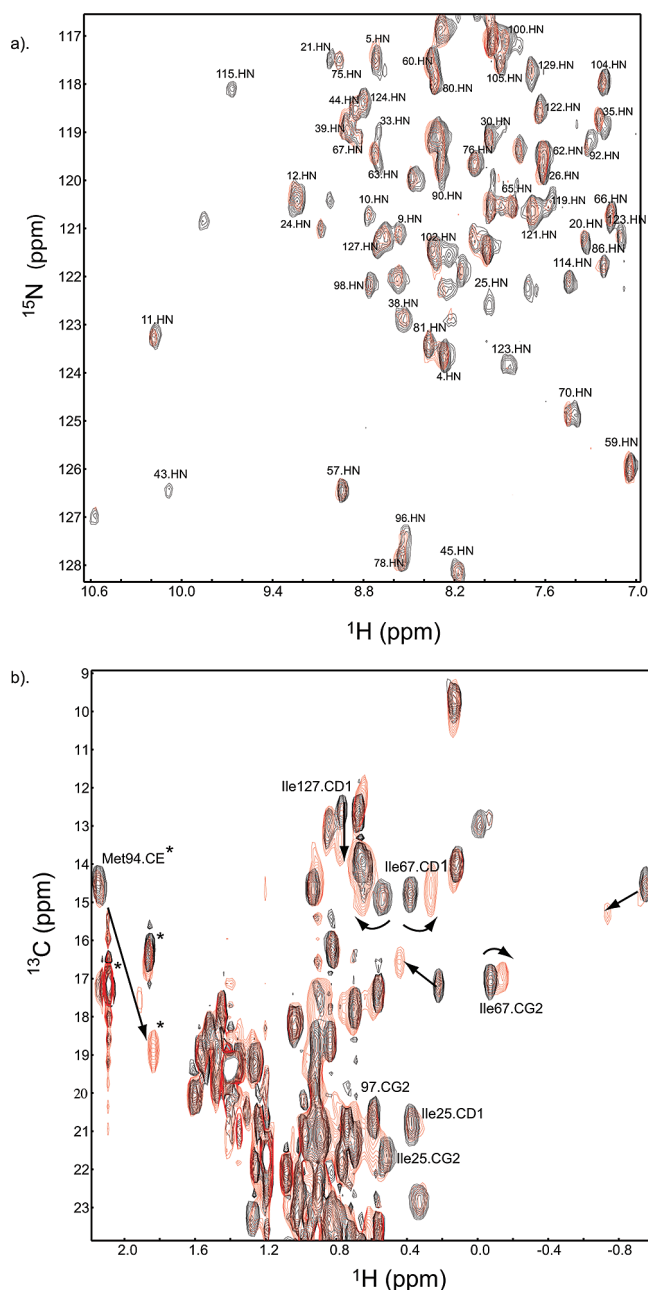 a).
117
118
119
120
121
122
123
124
125
126
127
128
15N (ppm)
10.6 10.0 9.4 8.8 8.2 7.6 7.0
1H (ppm)
5.HN
21.HN
75.HN
115.HN
60.HN
80.HN
100.HN
105.HN
129.HN
104.HN
44.HN
124.HN
39.HN
33.HN
67.HN
63.HN
30.HN
76.HN
122.HN
35.HN
62.HN
92.HN
26.HN
12.HN
24.HN
10.HN
9.HN
90.HN
65.HN
119.HN
66.HN
123.HN
127.HN
102.HN
121.HN
20.HN
86.HN
98.HN
114.HN
25.HN
38.HN
11.HN
81.HN
4.HN
123.HN
70.HN
59.HN
43.HN
57.HN
96.HN
78.HN
45.HN
b).
9
10
11
12
13
14
15
16
17
18
19
20
21
22
23
13C (ppm)
2.0 1.6 1.2 0.8 0.4 0.0 -0.4 -0.8
1H (ppm)
Ile127.CD1
Met94.CE*
Ile67.CD1
*
*
*
Ile67.CG2
97.CG2
Ile25.CD1
Ile25.CG2